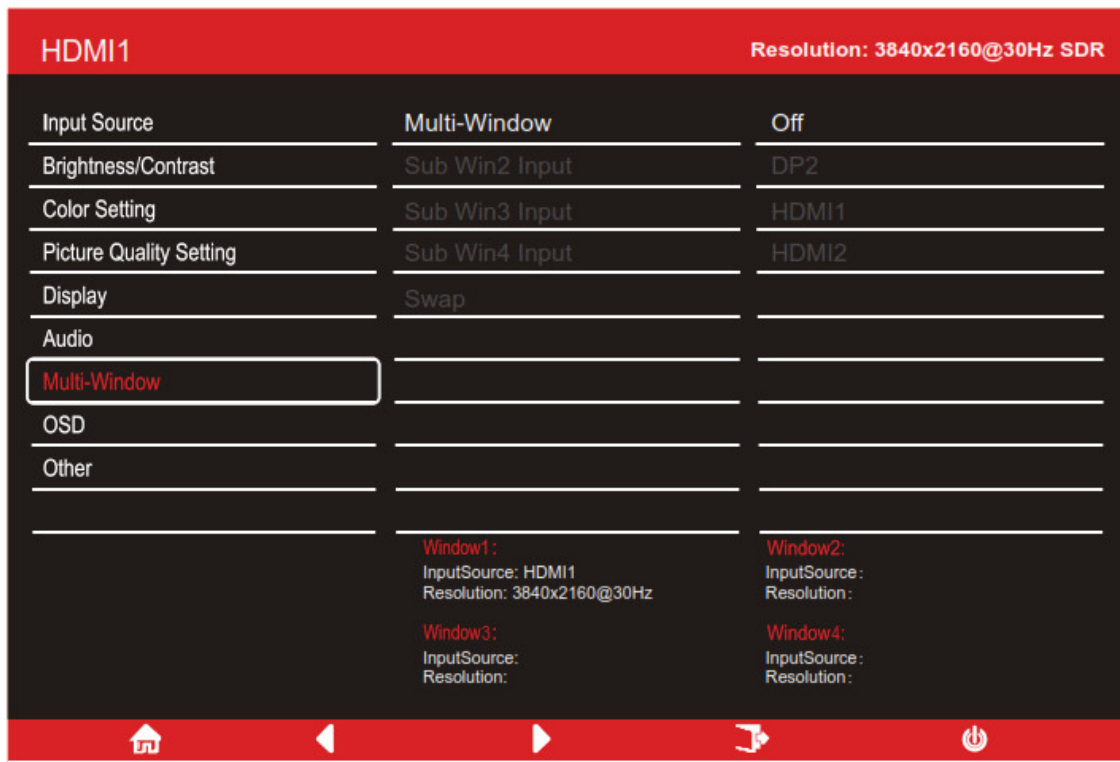 HDMI1 Resolution: 3840x2160@30Hz SDR
Input Source Multi-Window Off
Brightness/Contrast Sub Win2 Input DP2
Color Setting Sub Win3 Input HDMI1
Picture Quality Setting Sub Win4 Input HDMI2
Display Swap
Audio
Multi-Window
OSD
Other
Window1: Window2:
InputSource: HDMI1 InputSource:
Resolution: 3840x2160@30Hz Resolution:
Window3: Window4:
InputSource: InputSource:
Resolution: Resolution: